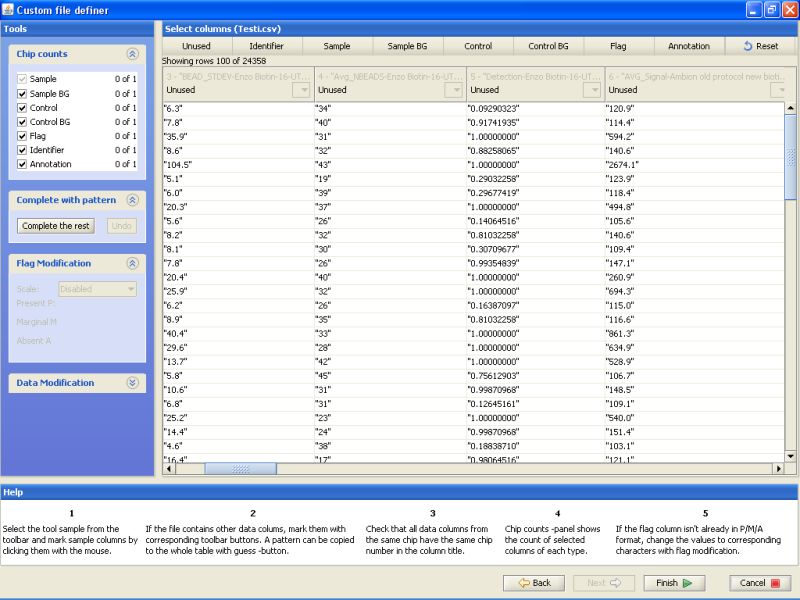 Custom file definer
Tools
Chip counts
Sample 0 of 1
Sample BG 0 of 1
Control 0 of 1
Control BG 0 of 1
Flag 0 of 1
Identifier 0 of 1
Annotation 0 of 1
Complete with pattern
Complete the rest Undo
Flag Modification
Scale: Disabled
Present P:
Marginal M
Absent A
Data Modification
Select columns (Testi.csv)
Unused Identifier Sample Sample BG Control Control BG Flag Annotation Reset
Showing rows 100 of 24358
3 - "BEAD_STDEV-Enzo Biotin-16-UT... 4 - "Avg_NBEADS-Enzo Biotin-16-UT... 5 - "Detection-Enzo Biotin-16-UT... 6 - "AVG_Signal-Ambion old protocol new bioti...
Unused Unused Unused Unused
"6.3" "34" "0.09290323" "120.9"
"7.8" "40" "0.91741935" "114.4"
"35.9" "31" "1.00000000" "594.2"
"8.6" "32" "0.88258065" "140.6"
"104.5" "43" "1.00000000" "2674.1"
"5.1" "19" "0.29032258" "123.9"
"6.0" "39" "0.29677419" "118.4"
"20.3" "37" "1.00000000" "494.8"
"5.6" "26" "0.14064516" "105.6"
"8.2" "32" "0.81032258" "140.6"
"8.1" "30" "0.30709677" "109.4"
"7.8" "26" "0.99354839" "147.1"
"20.4" "40" "1.00000000" "260.9"
"25.9" "32" "1.00000000" "694.3"
"6.2" "26" "0.16387097" "115.0"
"8.9" "35" "0.81032258" "116.6"
"40.4" "33" "1.00000000" "861.3"
"29.6" "28" "1.00000000" "634.9"
"13.7" "42" "1.00000000" "528.9"
"5.8" "45" "0.75612903" "106.7"
"10.6" "31" "0.99870968" "148.5"
"6.8" "31" "0.12645161" "109.1"
"25.2" "23" "1.00000000" "540.0"
"14.4" "24" "0.99870968" "151.4"
"4.6" "38" "0.18838710" "103.1"
"16.4" "17" "0.98064516" "121.1"
Help
1
Select the tool sample from the
toolbar and mark sample columns by
clicking them with the mouse.
2
If the file contains other data colums, mark them with
corresponding toolbar buttons. A pattern can be copied
to the whole table with guess -button.
3
Check that all data columns from
the same chip have the same chip
number in the column title.
4
Chip counts -panel shows
the count of selected
columns of each type.
5
If the flag column isn't already in P/M/A
format, change the values to corresponding
characters with flag modification.
Back Next Finish Cancel